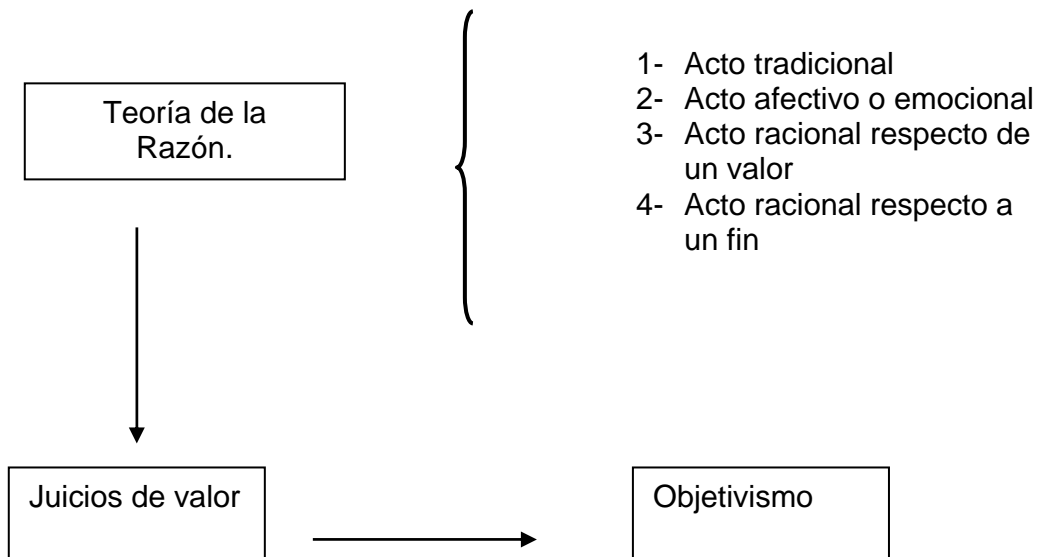 Teoría de la
Razón.
1- Acto tradicional
2- Acto afectivo o emocional
3- Acto racional respecto de
un valor
4- Acto racional respecto a
un fin
Juicios de valor
Objetivismo